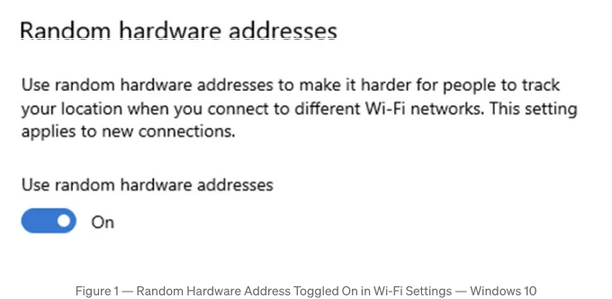 Random hardware addresses
Use random hardware addresses to make it harder for people to track
your location when you connect to different Wi-Fi networks. This setting
applies to new connections.
Use random hardware addresses
On
Figure 1 — Random Hardware Address Toggled On in Wi-Fi Settings — Windows 10